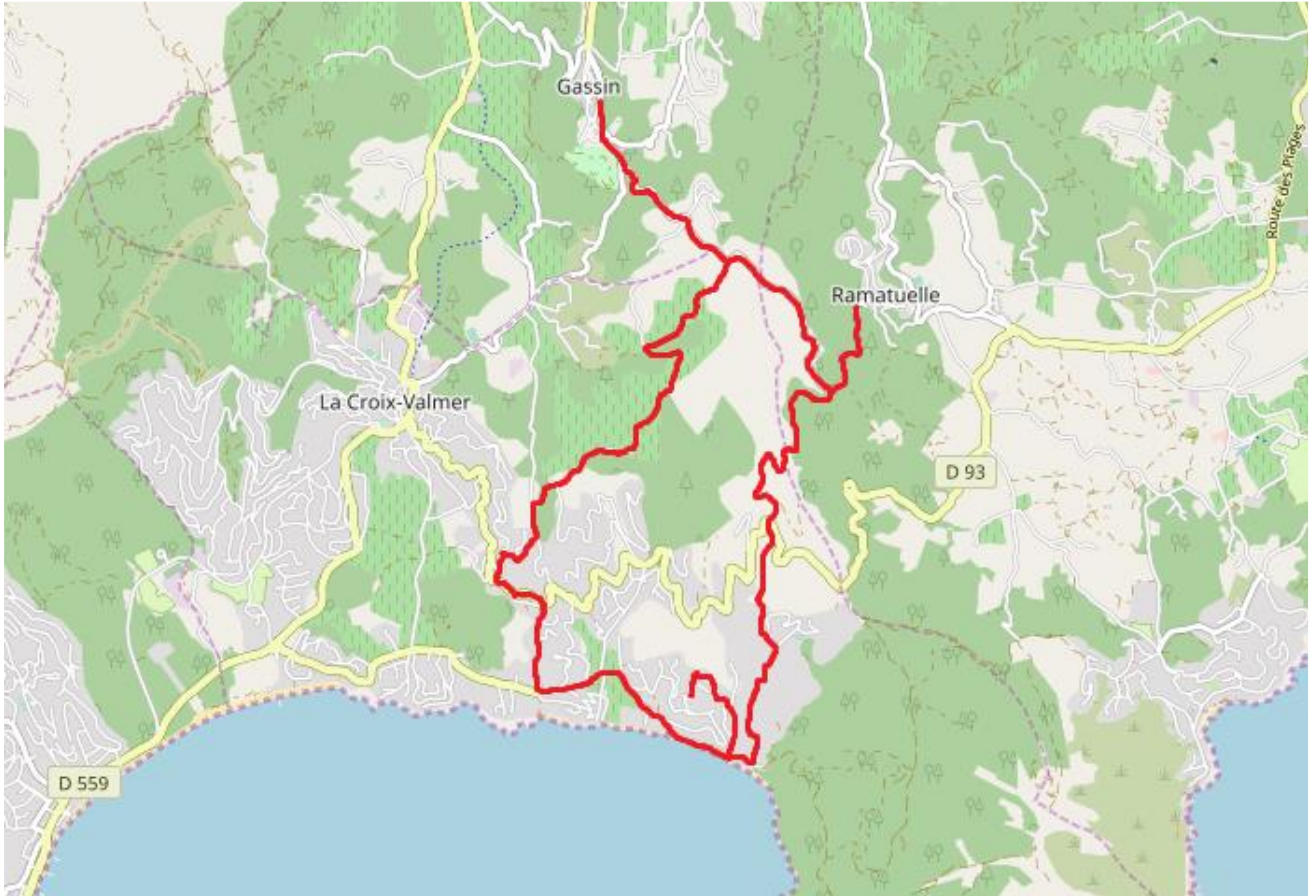 Gassin
Route des Plages
Ramatuelle
La Croix-Valmer
D 93
D 559